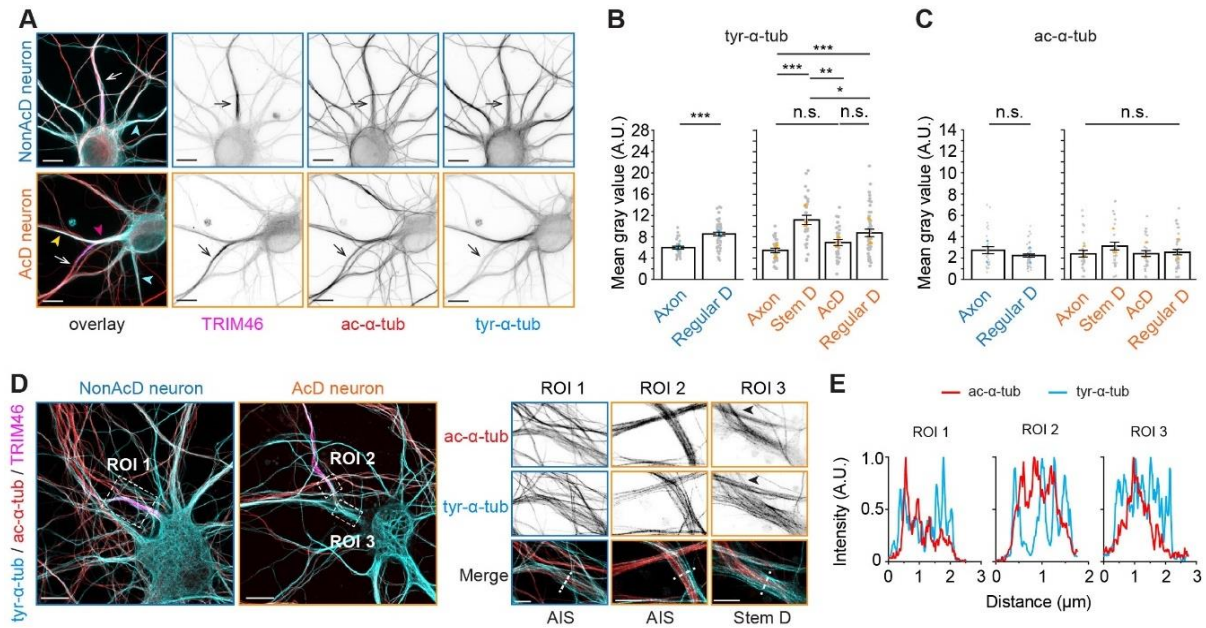 A
NonAcD neuron
AcD neuron
overlay
TRIM46
ac-α-tub
tyr-α-tub
B
tyr-α-tub
***
***
**
*
***
n.s.
n.s.
Mean gray value (A.U.)
28
24
20
16
12
8
4
0
Axon
Regular D
Axon
Stem D
AcD
Regular D
C
ac-α-tub
n.s.
n.s.
Mean gray value (A.U.)
14
12
10
8
6
4
2
0
Axon
Regular D
Axon
Stem D
AcD
Regular D
D
NonAcD neuron
AcD neuron
tyr-α-tub / ac-α-tub / TRIM46
ROI 1
ROI 2
ROI 3
ROI 1
ROI 2
ROI 3
ac-α-tub
tyr-α-tub
Merge
AIS
AIS
Stem D
E
ac-α-tub
tyr-α-tub
ROI 1
ROI 2
ROI 3
Intensity (A.U.)
1.0
0.5
0
0 1 2 3
0 1 2
0 1 2 3
Distance (μm)